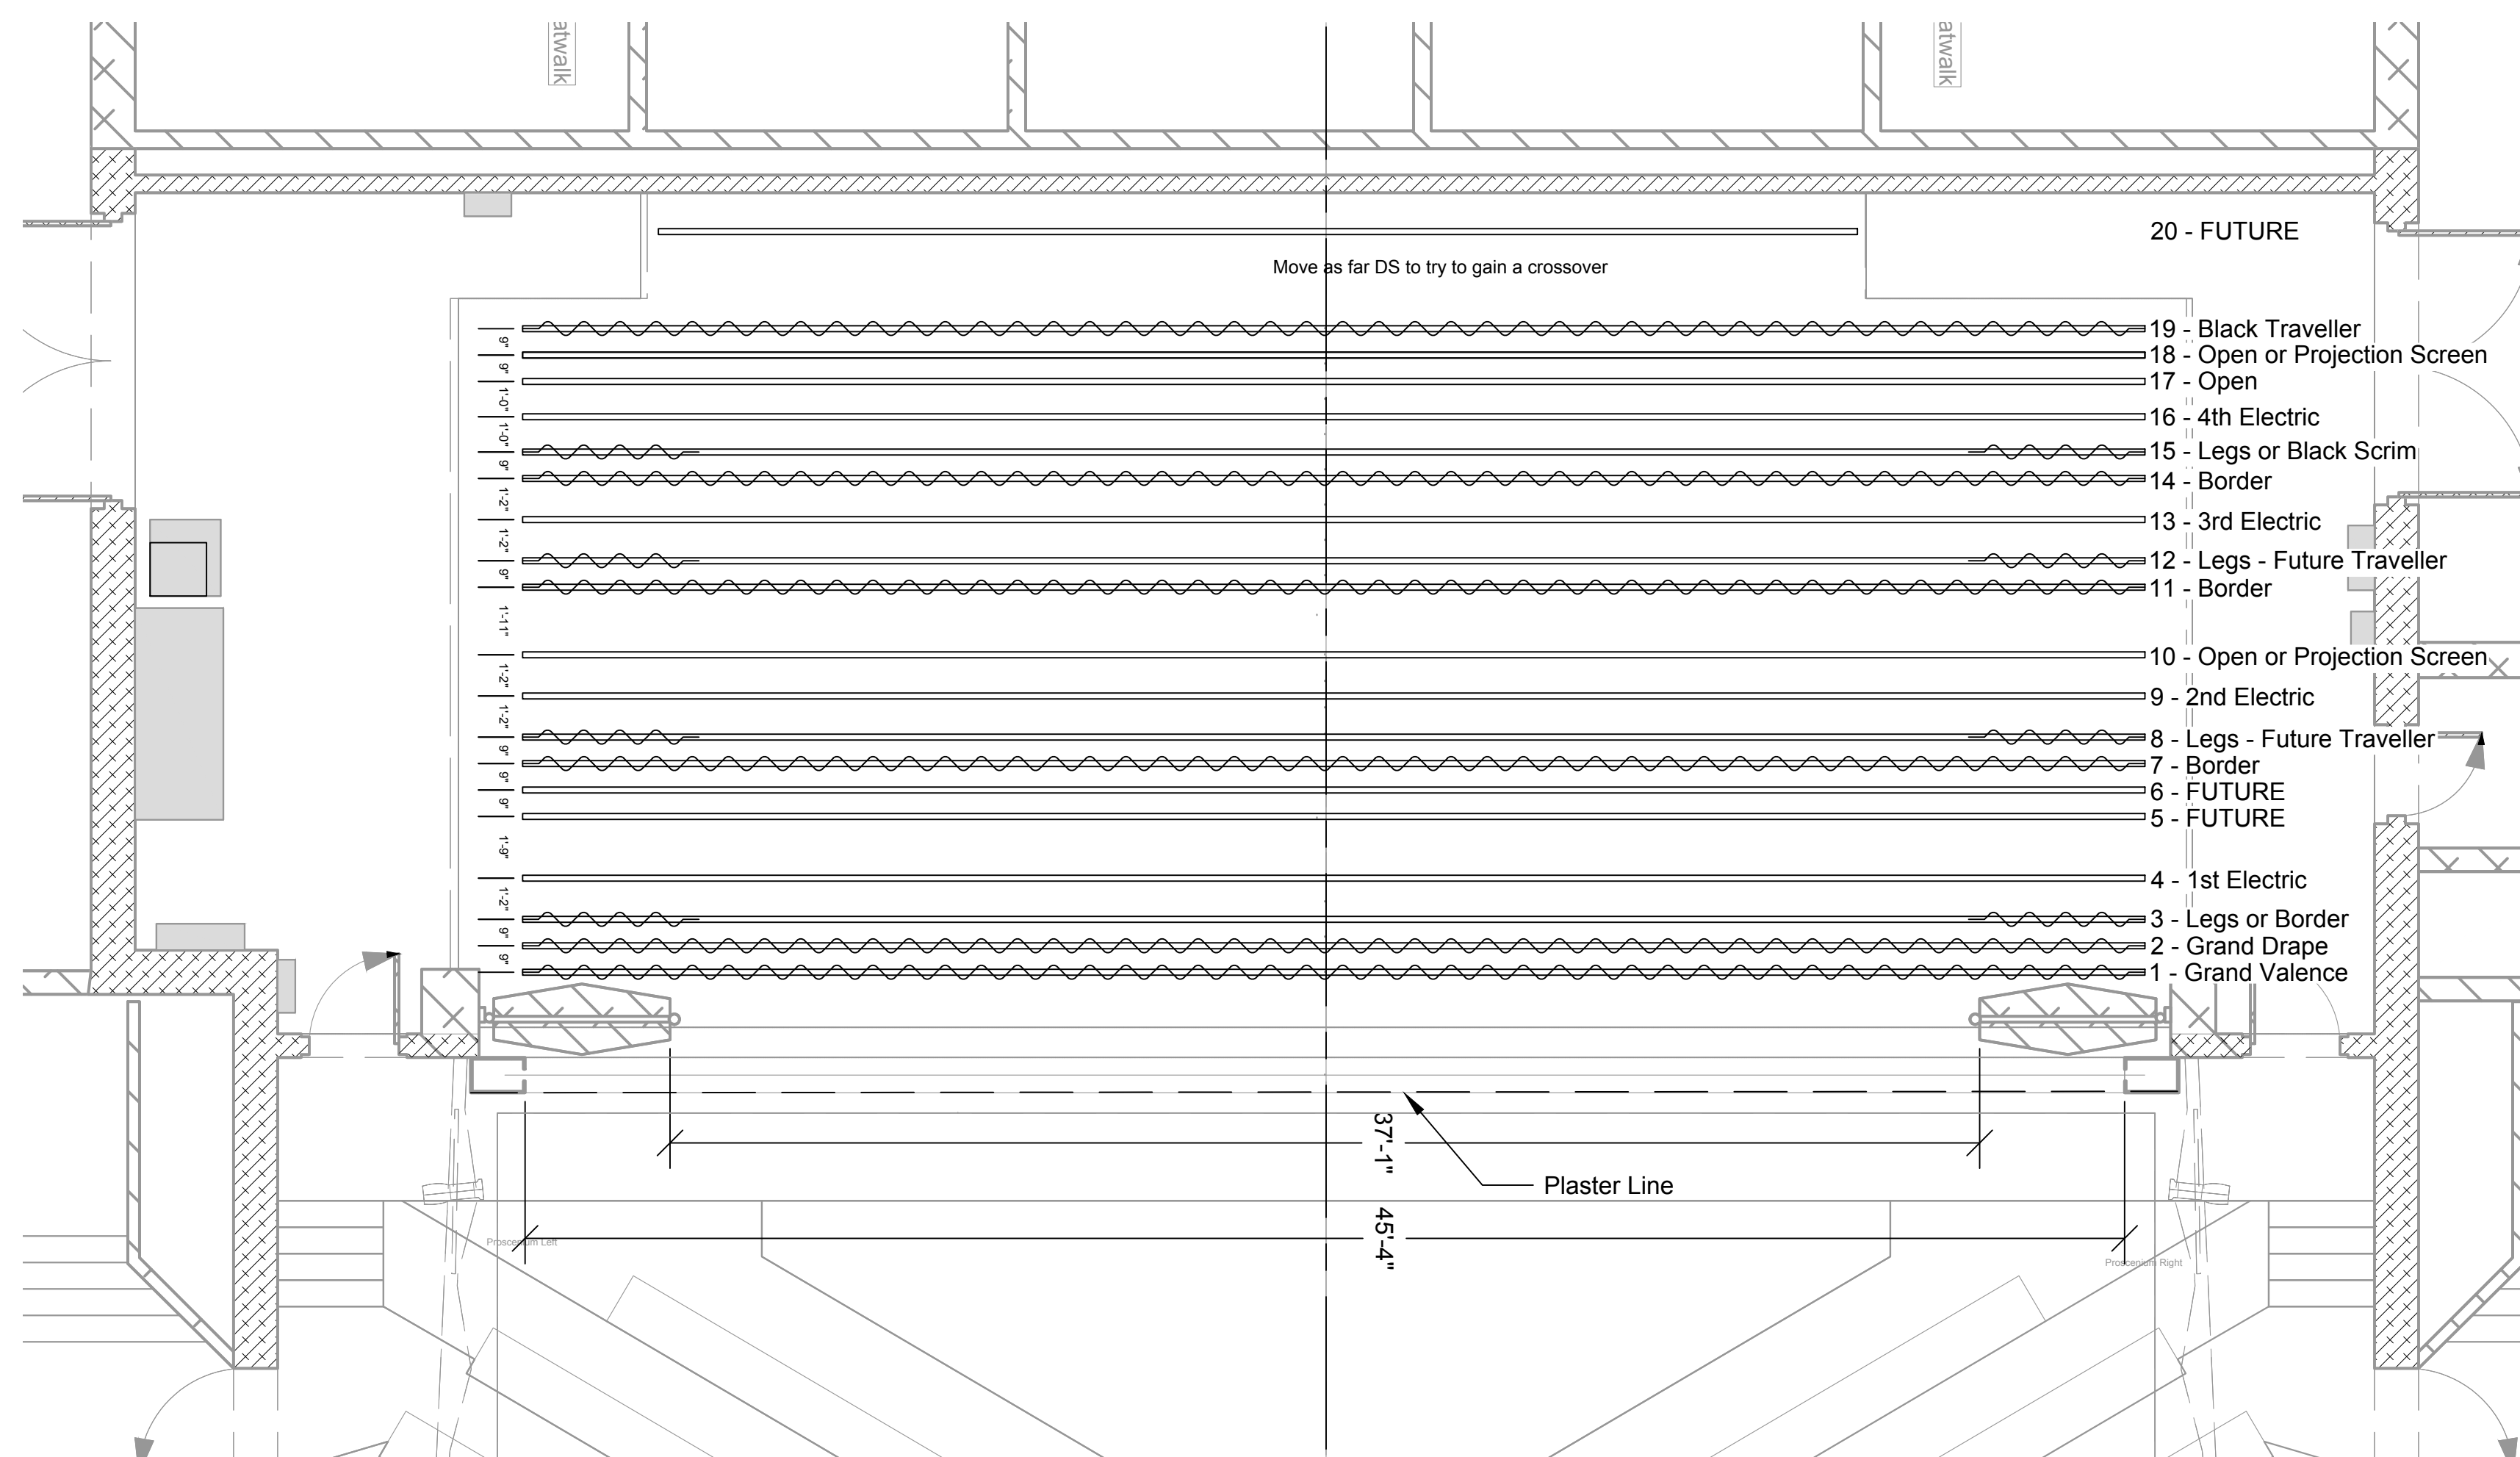 atwalk
atwalk
20 - FUTURE
Move as far DS to try to gain a crossover
19 - Black Traveller
9"
18 - Open or Projection Screen
9"
17 - Open
1'-0"
16 - 4th Electric
1'-0"
15 - Legs or Black Scrim
9"
14 - Border
1'-2"
13 - 3rd Electric
1'-2"
12 - Legs - Future Traveller
9"
11 - Border
1'-11"
10 - Open or Projection Screen
1'-2"
9 - 2nd Electric
1'-2"
8 - Legs - Future Traveller
9"
7 - Border
9"
6 - FUTURE
9"
5 - FUTURE
1'-9"
4 - 1st Electric
1'-2"
3 - Legs or Border
9"
2 - Grand Drape
9"
1 - Grand Valence
37'-1"
Plaster Line
45'-4"
Proscenium Left
Proscenium Right